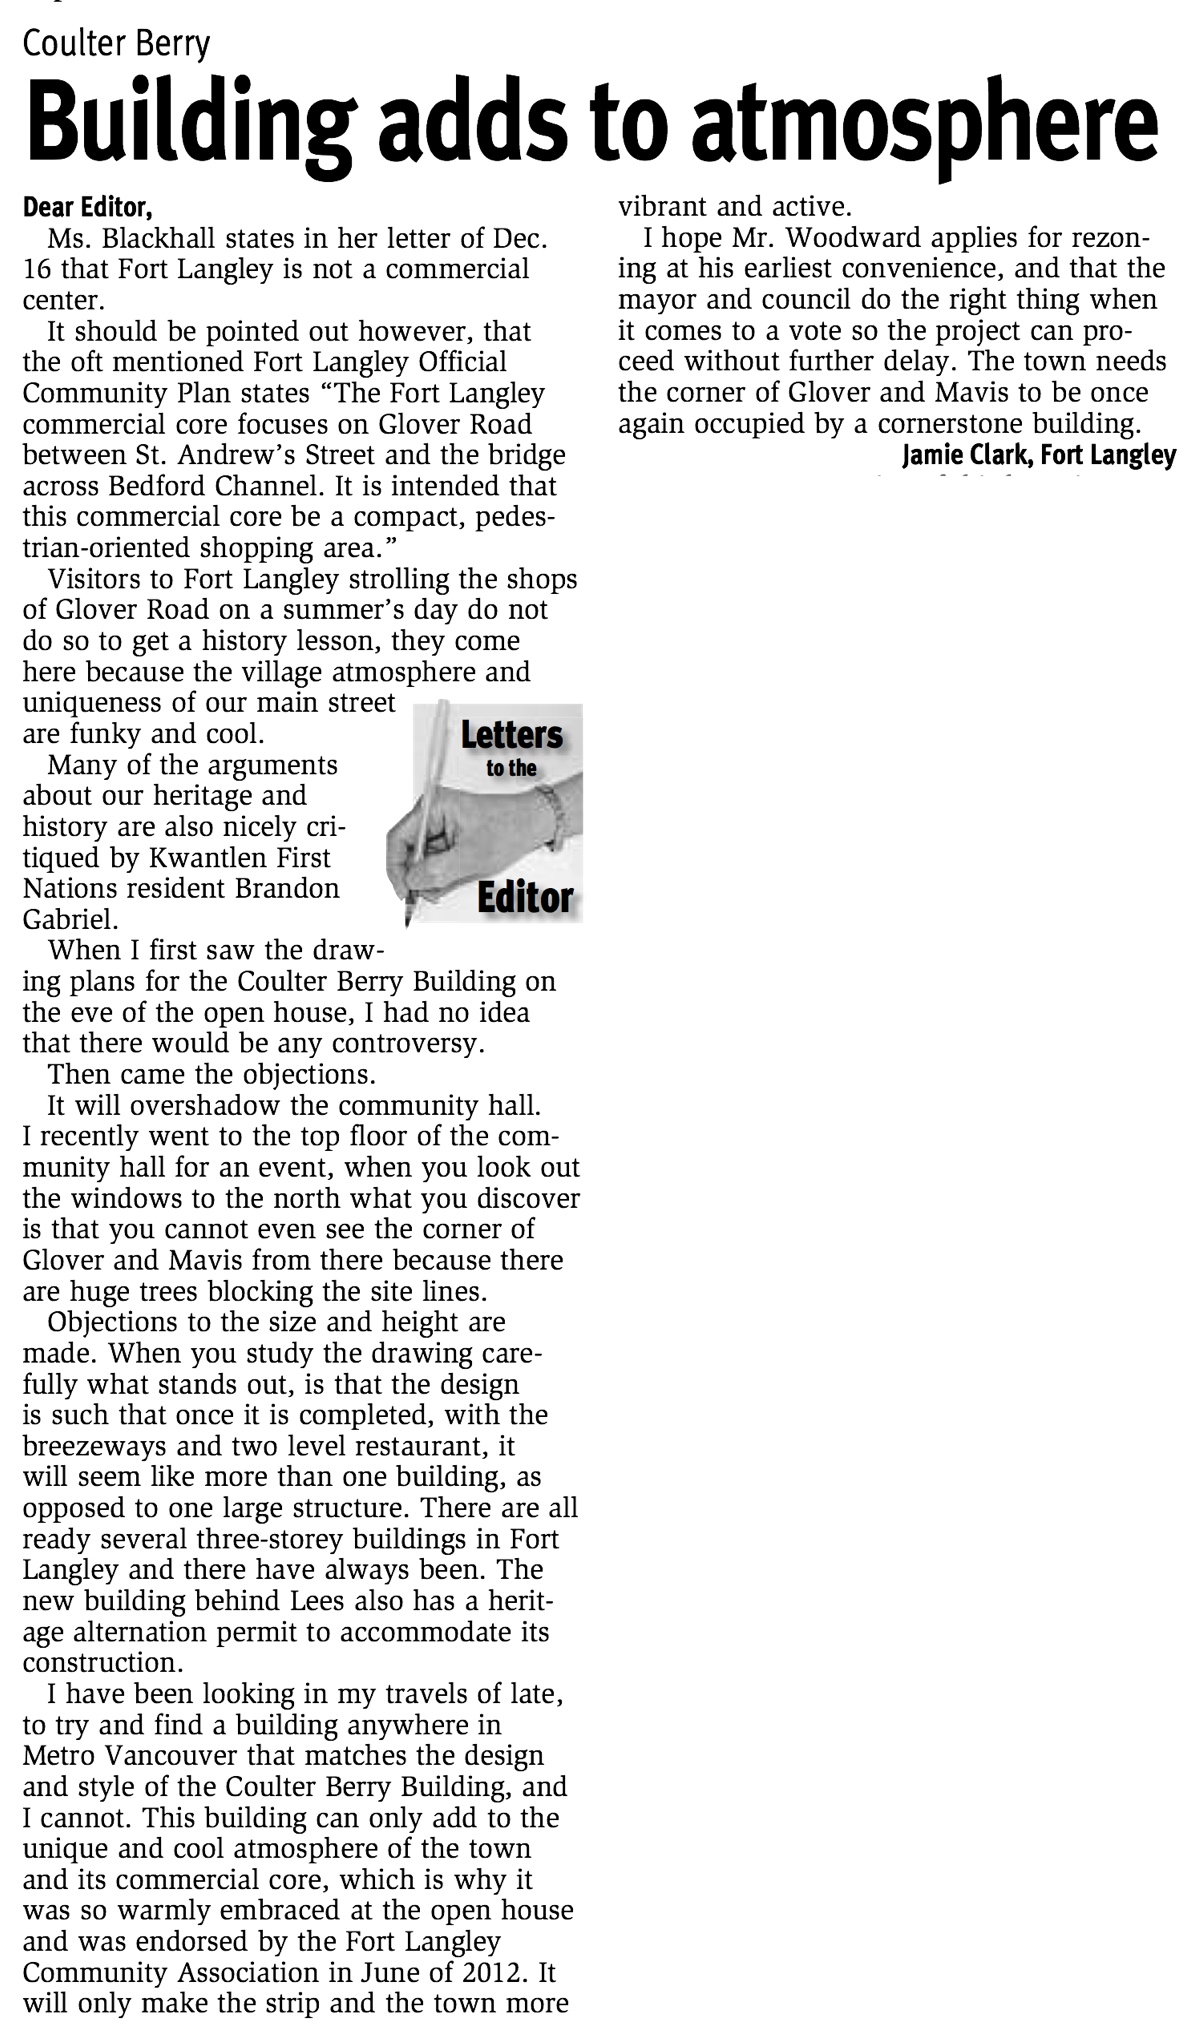 Coulter Berry
Building adds to atmosphere
Dear Editor,
Ms. Blackhall states in her letter of Dec.
16 that Fort Langley is not a commercial
center.
It should be pointed out however, that
the oft mentioned Fort Langley Official
Community Plan states “The Fort Langley
commercial core focuses on Glover Road
between St. Andrew’s Street and the bridge
across Bedford Channel. It is intended that
this commercial core be a compact, pedes-
trian-oriented shopping area.”
Visitors to Fort Langley strolling the shops
of Glover Road on a summer’s day do not
do so to get a history lesson, they come
here because the village atmosphere and
uniqueness of our main street
are funky and cool.
Many of the arguments
about our heritage and
history are also nicely cri-
tiqued by Kwantlen First
Nations resident Brandon
Gabriel.
Letters
to the
Editor
When I first saw the draw-
ing plans for the Coulter Berry Building on
the eve of the open house, I had no idea
that there would be any controversy.
Then came the objections.
It will overshadow the community hall.
I recently went to the top floor of the com-
munity hall for an event, when you look out
the windows to the north what you discover
is that you cannot even see the corner of
Glover and Mavis from there because there
are huge trees blocking the site lines.
Objections to the size and height are
made. When you study the drawing care-
fully what stands out, is that the design
is such that once it is completed, with the
breezeways and two level restaurant, it
will seem like more than one building, as
opposed to one large structure. There are all
ready several three-storey buildings in Fort
Langley and there have always been. The
new building behind Lees also has a herit-
age alternation permit to accommodate its
construction.
I have been looking in my travels of late,
to try and find a building anywhere in
Metro Vancouver that matches the design
and style of the Coulter Berry Building, and
I cannot. This building can only add to the
unique and cool atmosphere of the town
and its commercial core, which is why it
was so warmly embraced at the open house
and was endorsed by the Fort Langley
Community Association in June of 2012. It
will only make the strip and the town more
vibrant and active.
I hope Mr. Woodward applies for rezon-
ing at his earliest convenience, and that the
mayor and council do the right thing when
it comes to a vote so the project can pro-
ceed without further delay. The town needs
the corner of Glover and Mavis to be once
again occupied by a cornerstone building.
Jamie Clark, Fort Langley